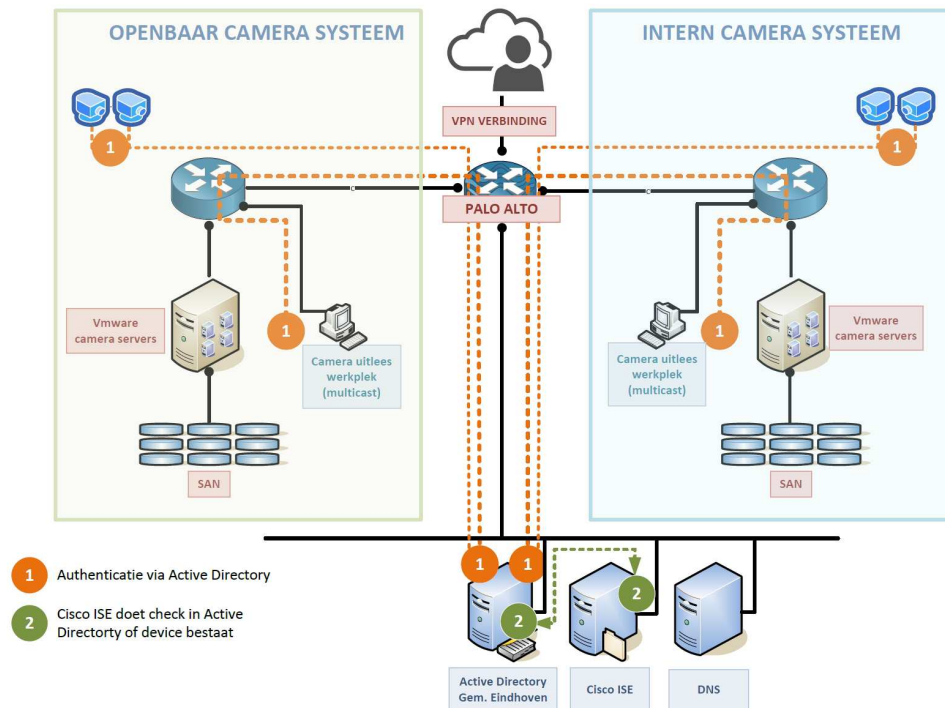 OPENBAAR CAMERA SYSTEEM
INTERN CAMERA SYSTEEM
VPN VERBINDING
1
1
PALO ALTO
c
c
Vmware
camera servers
1
Camera uitlees
werkplek
(multicast)
SAN
1
Camera uitlees
werkplek
(multicast)
Vmware
camera servers
SAN
1
1
2
2
1 Authenticatie via Active Directory
2 Cisco ISE doet check in Active
Directorty of device bestaat
Active Directory
Gem. Eindhoven
Cisco ISE
DNS